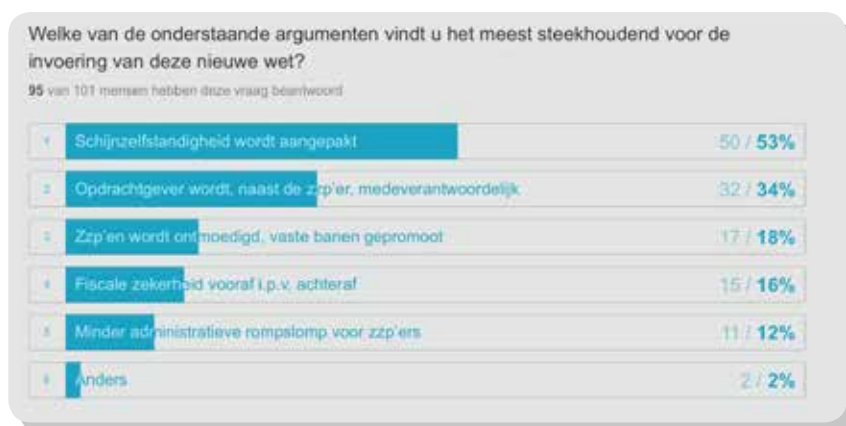 Welke van de onderstaande argumenten vindt u het meest steekhoudend voor de
invoering van deze nieuwe wet?
95 van 101 mensen hebben deze vraag beantwoord
1 Schijnzelfstandigheid wordt aangepakt 50 / 53%
2 Opdrachtgever wordt, naast de zzp'er, medeverantwoordelijk 32 / 34%
3 Zzp'en wordt ontmoedigd, vaste banen gepromoot 17 / 18%
4 Fiscale zekerheid vooraf i.p.v. achteraf 15 / 16%
5 Minder administratieve rompslomp voor zzp'ers 11 / 12%
6 Anders 2 / 2%